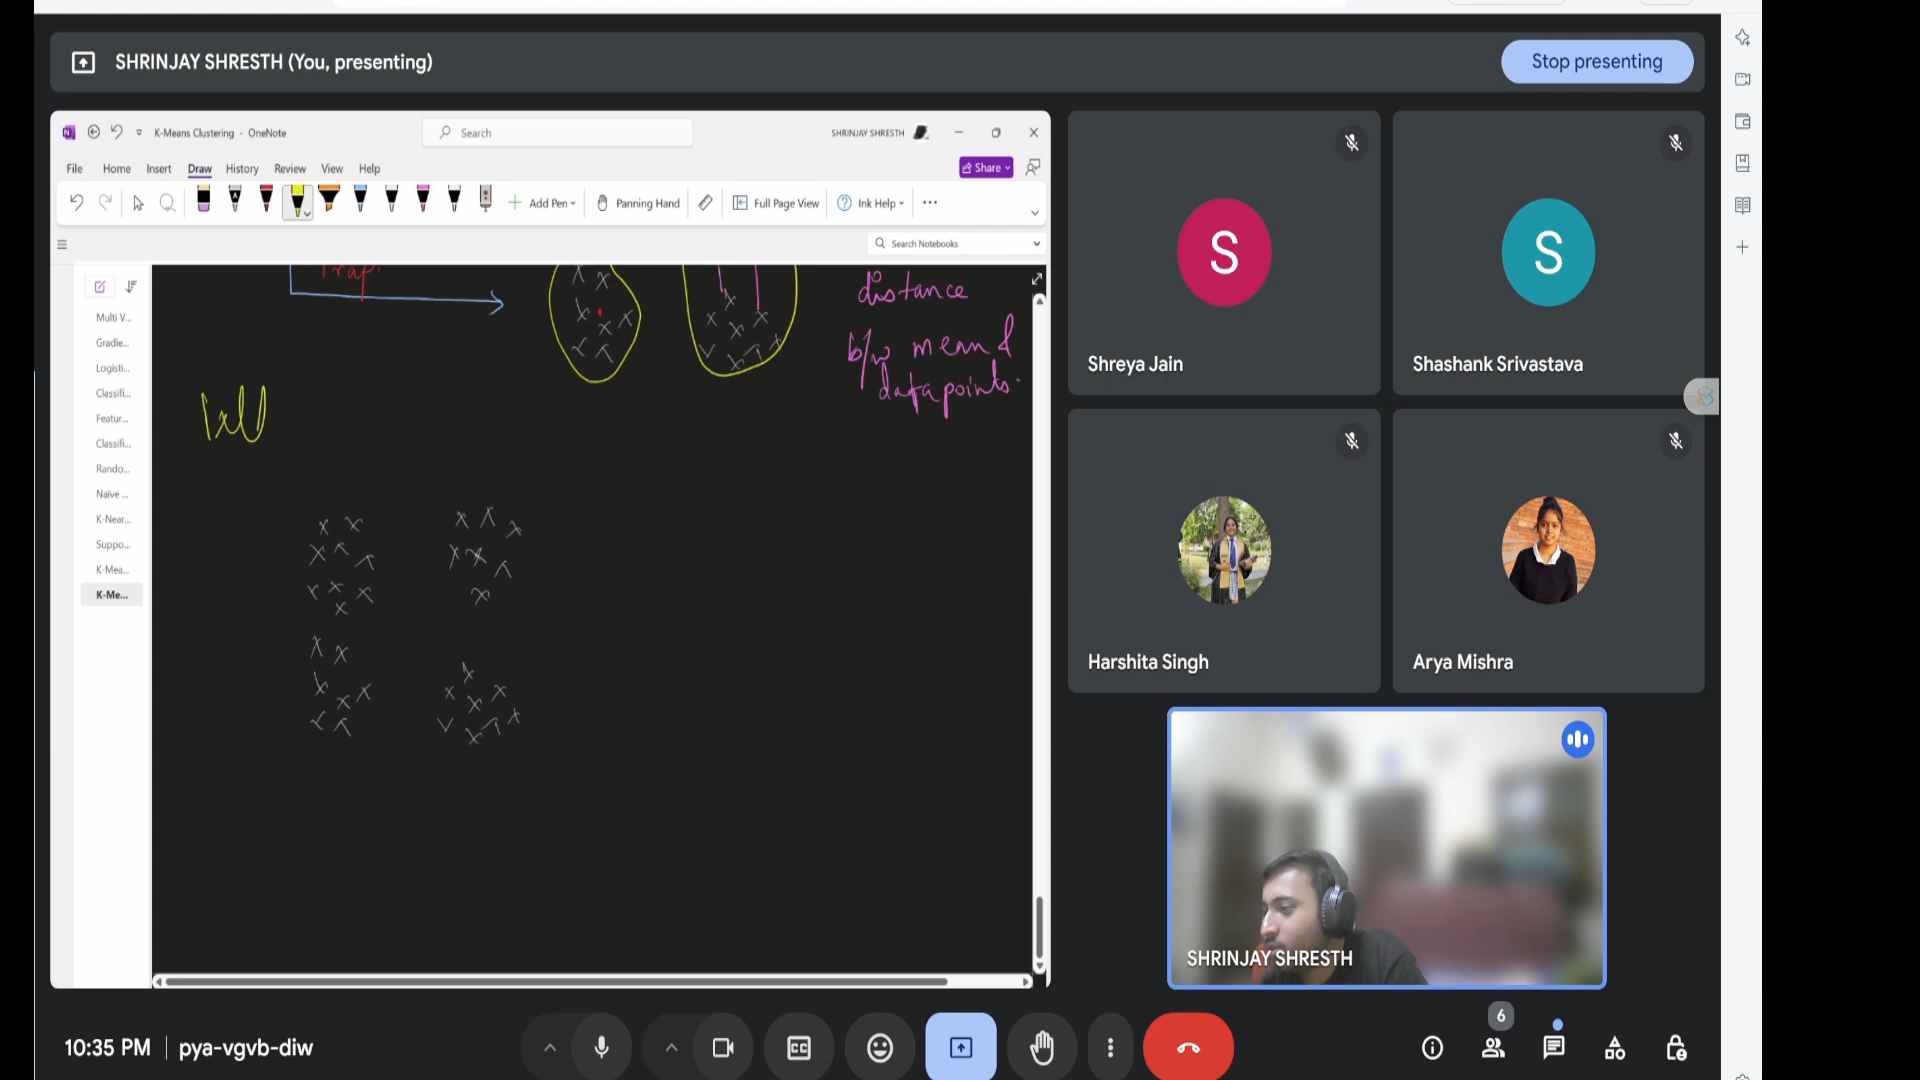 SHRINJAY SHRESTH (You, presenting)
Stop presenting
K-Means Clustering - OneNote
Search
SHRINJAY SHRESTH
File Home Insert Draw History Review View Help
Share
Add Pen
Panning Hand
Full Page View
Ink Help
Search Notebooks
Multi V...
Gradie...
Logisti...
Classifi...
Featur...
Classifi...
Rando...
Naive ...
K-Near...
Suppo...
K-Mea...
K-Me...
Trap.
distance
b/w mean &
datapoints.
S
Shreya Jain
S
Shashank Srivastava
Harshita Singh
Arya Mishra
SHRINJAY SHRESTH
10:35 PM | pya-vgvb-diw
CC
6